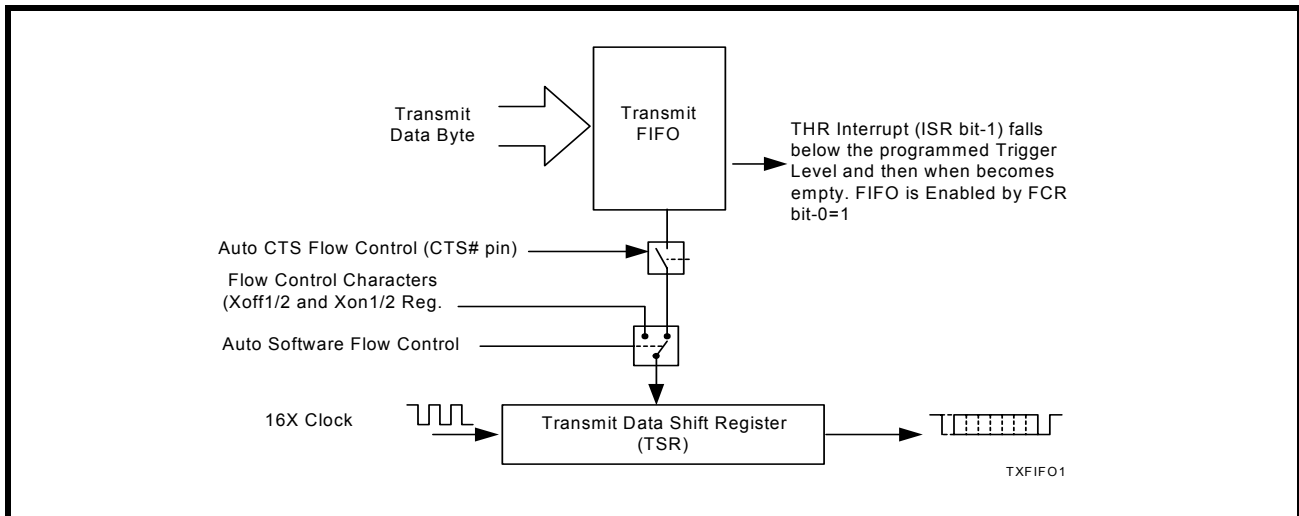 Transmit
Data Byte
Transmit
FIFO
THR Interrupt (ISR bit-1) falls
below the programmed Trigger
Level and then when becomes
empty. FIFO is Enabled by FCR
bit-0=1
Auto CTS Flow Control (CTS# pin)
Flow Control Characters
(Xoff1/2 and Xon1/2 Reg.
Auto Software Flow Control
16X Clock
Transmit Data Shift Register
(TSR)
TXFIFO1